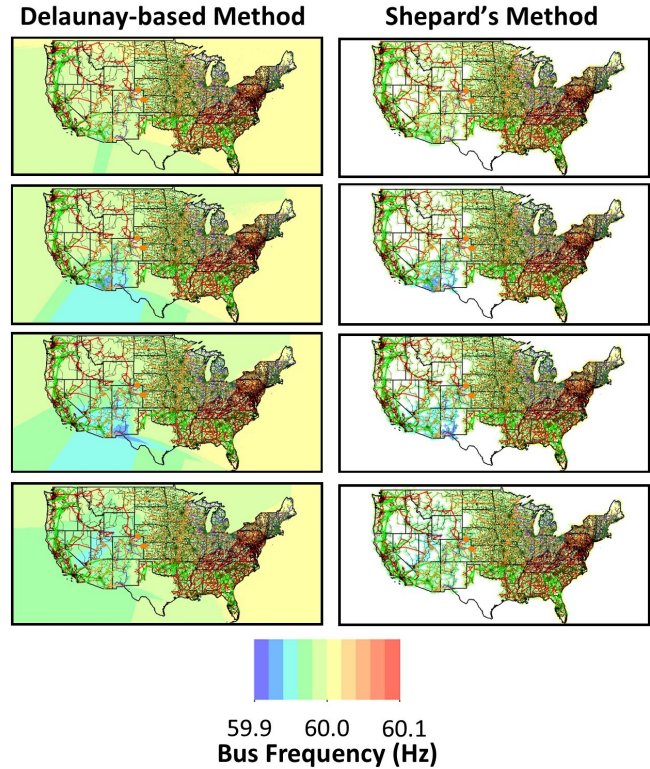 Delaunay-based Method
Shepard's Method
59.9 60.0 60.1
Bus Frequency (Hz)